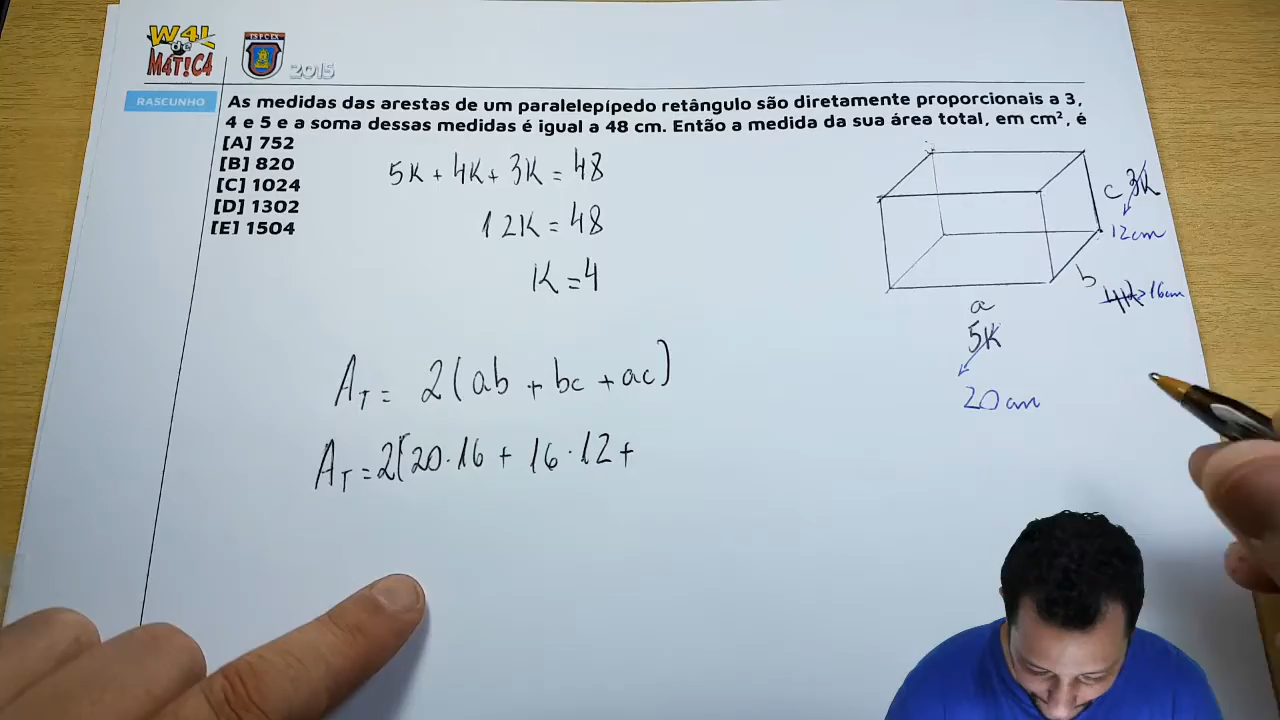 W4L
de
M4T!C4
ESPCEX
2015
RASCUNHO
As medidas das arestas de um paralelepípedo retângulo são diretamente proporcionais a 3,
4 e 5 e a soma dessas medidas é igual a 48 cm. Então a medida da sua área total, em cm², é
[A] 752
[B] 820
[C] 1024
[D] 1302
[E] 1504
5K + 4K + 3K = 48
12K = 48
K = 4
A_T = 2(ab + bc + ac)
A_T = 2[20·16 + 16·12 +
c 3K
12cm
b
4K > 16cm
a
5K
20 cm